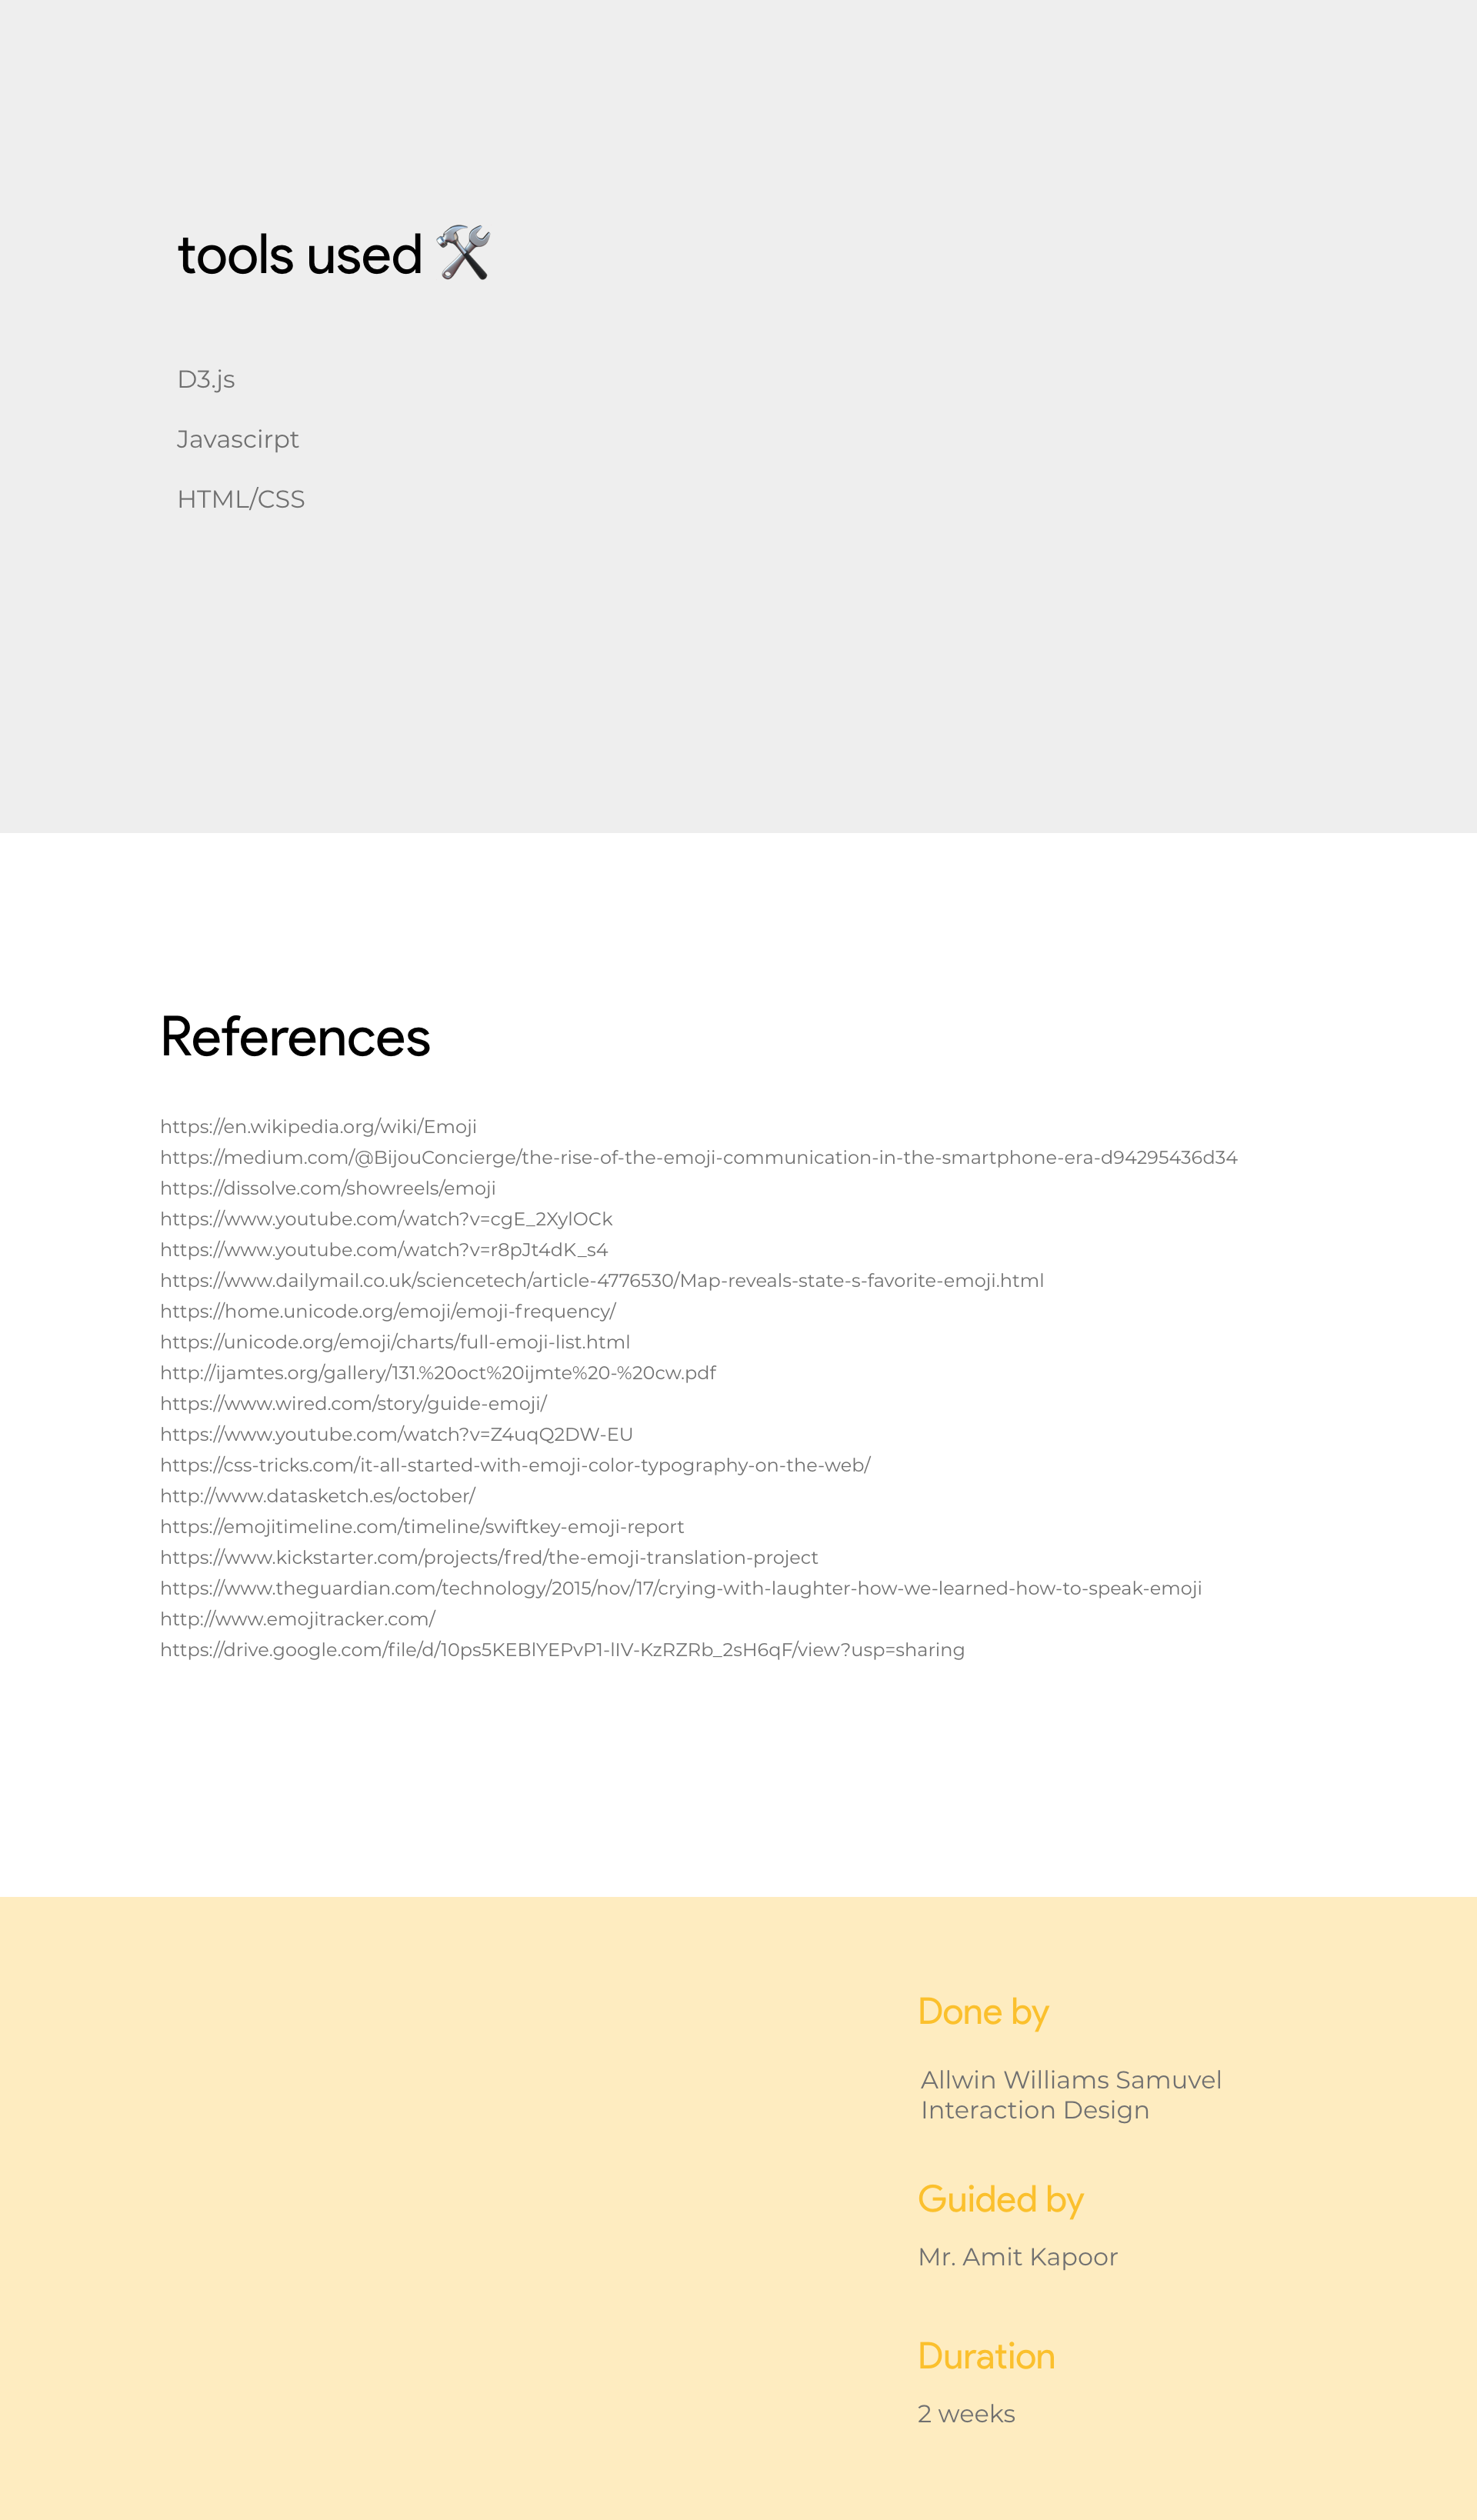 tools used 🛠
D3.js
Javascirpt
HTML/CSS
References
https://en.wikipedia.org/wiki/Emoji
https://medium.com/@BijouConcierge/the-rise-of-the-emoji-communication-in-the-smartphone-era-d94295436d34
https://dissolve.com/showreels/emoji
https://www.youtube.com/watch?v=cgE_2XylOCk
https://www.youtube.com/watch?v=r8pJt4dK_s4
https://www.dailymail.co.uk/sciencetech/article-4776530/Map-reveals-state-s-favorite-emoji.html
https://home.unicode.org/emoji/emoji-frequency/
https://unicode.org/emoji/charts/full-emoji-list.html
http://ijamtes.org/gallery/131.%20oct%20ijmte%20-%20cw.pdf
https://www.wired.com/story/guide-emoji/
https://www.youtube.com/watch?v=Z4uqQ2DW-EU
https://css-tricks.com/it-all-started-with-emoji-color-typography-on-the-web/
http://www.datasketch.es/october/
https://emojitimeline.com/timeline/swiftkey-emoji-report
https://www.kickstarter.com/projects/fred/the-emoji-translation-project
https://www.theguardian.com/technology/2015/nov/17/crying-with-laughter-how-we-learned-how-to-speak-emoji
http://www.emojitracker.com/
https://drive.google.com/file/d/10ps5KEBlYEPvP1-lIV-KzRZRb_2sH6qF/view?usp=sharing
Done by
Allwin Williams Samuvel
Interaction Design
Guided by
Mr. Amit Kapoor
Duration
2 weeks